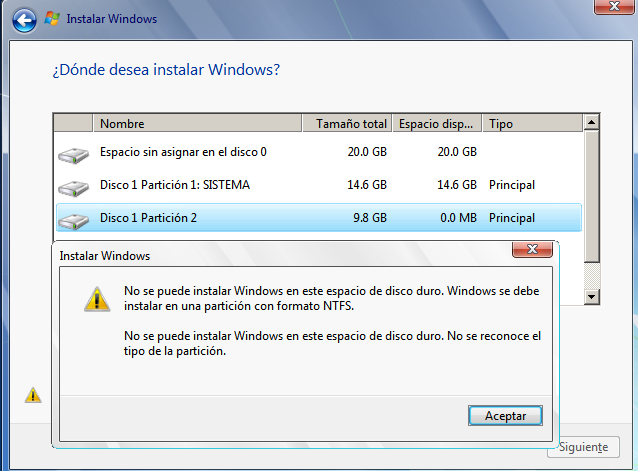 Instalar Windows
¿Dónde desea instalar Windows?
Nombre Tamaño total Espacio disp... Tipo
Espacio sin asignar en el disco 0 20.0 GB 20.0 GB
Disco 1 Partición 1: SISTEMA 14.6 GB 14.6 GB Principal
Disco 1 Partición 2 9.8 GB 0.0 MB Principal
Instalar Windows
No se puede instalar Windows en este espacio de disco duro. Windows se debe
instalar en una partición con formato NTFS.
No se puede instalar Windows en este espacio de disco duro. No se reconoce el
tipo de la partición.
Aceptar
Siguiente